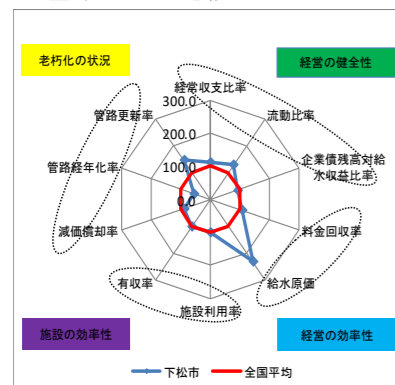 老朽化の状況
経営の健全性
経常収支比率
300.0
管路更新率
流動比率
200.0
管路経年化率
企業債残高対給
水収益比率
100.0
0.0
減価償却率
料金回収率
有収率
給水原価
施設利用率
施設の効率性
経営の効率性
下松市
全国平均